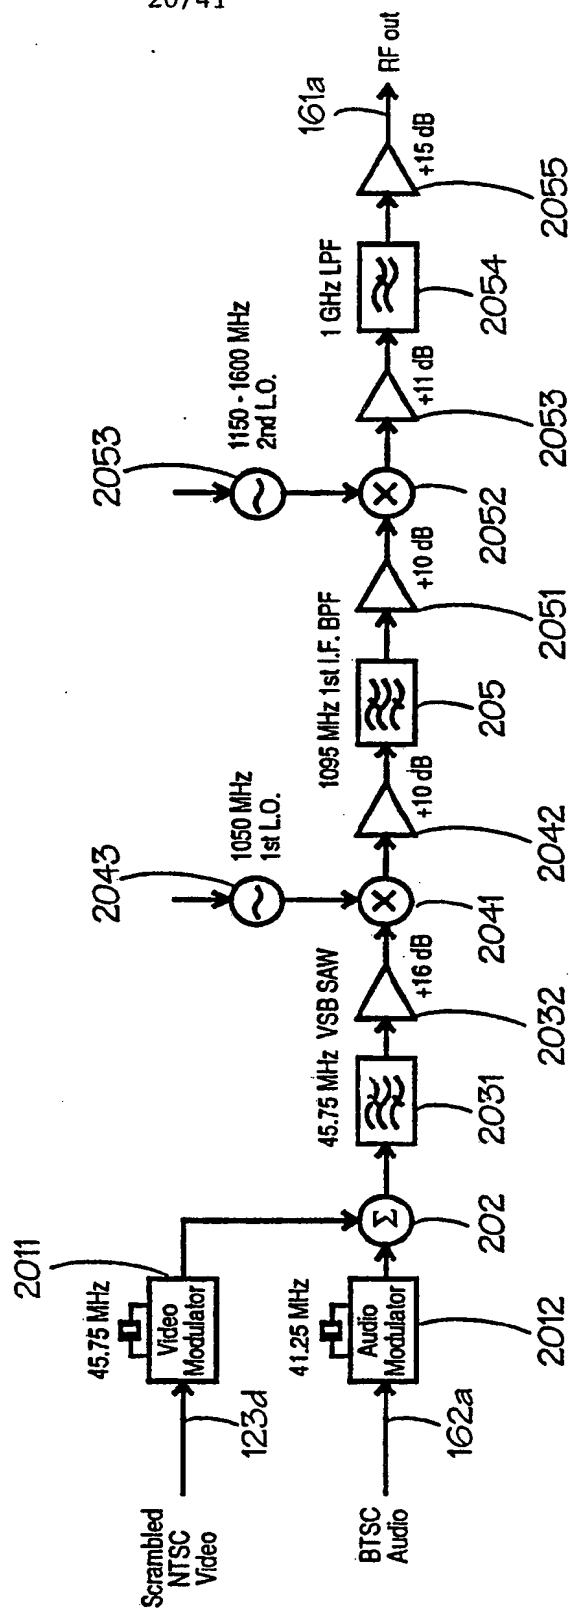 20/41
Scrambled
NTSC
Video
123d
45.75 MHz
Video
Modulator
2011
BTSC
Audio
162a
41.25 MHz
Audio
Modulator
2012
Σ
202
45.75 MHz VSB SAW
2031
+16 dB
2032
X
2041
1050 MHz
1st L.O.
2043
+10 dB
2042
1095 MHz 1st I.F. BPF
205
+10 dB
2051
X
2052
1150 - 1600 MHz
2nd L.O.
2053
+11 dB
2053
1 GHz LPF
2054
+15 dB
2055
161a
RF out